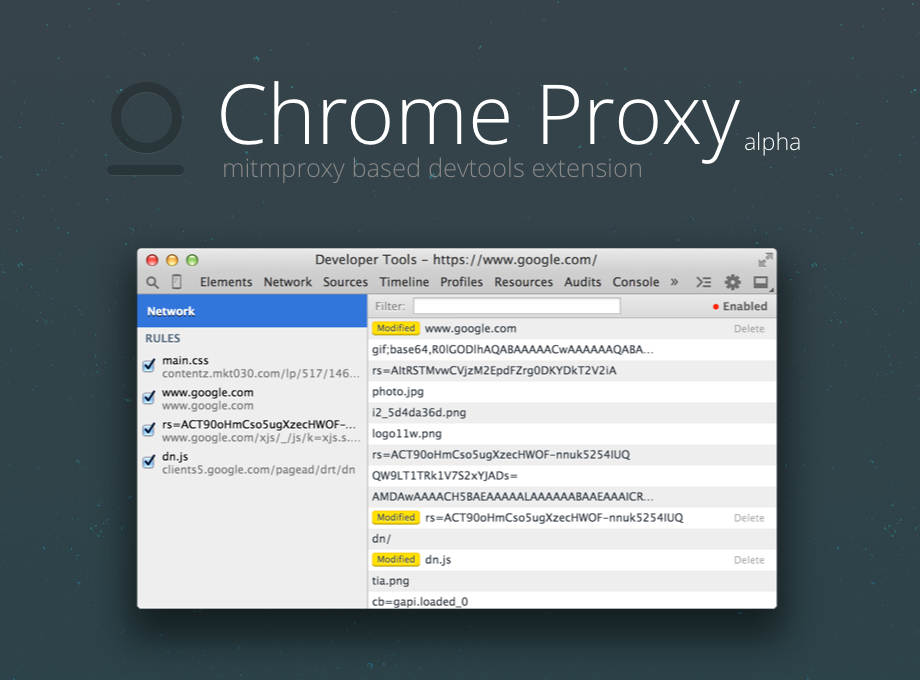 Chrome Proxy alpha
mitmproxy based devtools extension
Developer Tools - https://www.google.com/
Elements Network Sources Timeline Profiles Resources Audits Console »
Network
Filter: Enabled
RULES
main.css
contentz.mkt030.com/lp/517/146...
www.google.com
www.google.com
rs=ACT90oHmCso5ugXzecHWOF-...
www.google.com/xjs/_/js/k=xjs.s....
dn.js
clients5.google.com/pagead/drt/dn
Modified www.google.com Delete
gif;base64,R0lGODlhAQABAAAAACwAAAAAAQABA...
rs=AItRSTMvwCVjzM2EpdFZrg0DKYDkT2V2iA
photo.jpg
i2_5d4da36d.png
logo11w.png
rs=ACT90oHmCso5ugXzecHWOF-nnuk5254IUQ
QW9LT1TRk1V7S2xYJADs=
AMDAwAAAACH5BAEAAAAALAAAAAABAAEAAAICR...
Modified rs=ACT90oHmCso5ugXzecHWOF-nnuk5254IUQ Delete
dn/
Modified dn.js Delete
tia.png
cb=gapi.loaded_0